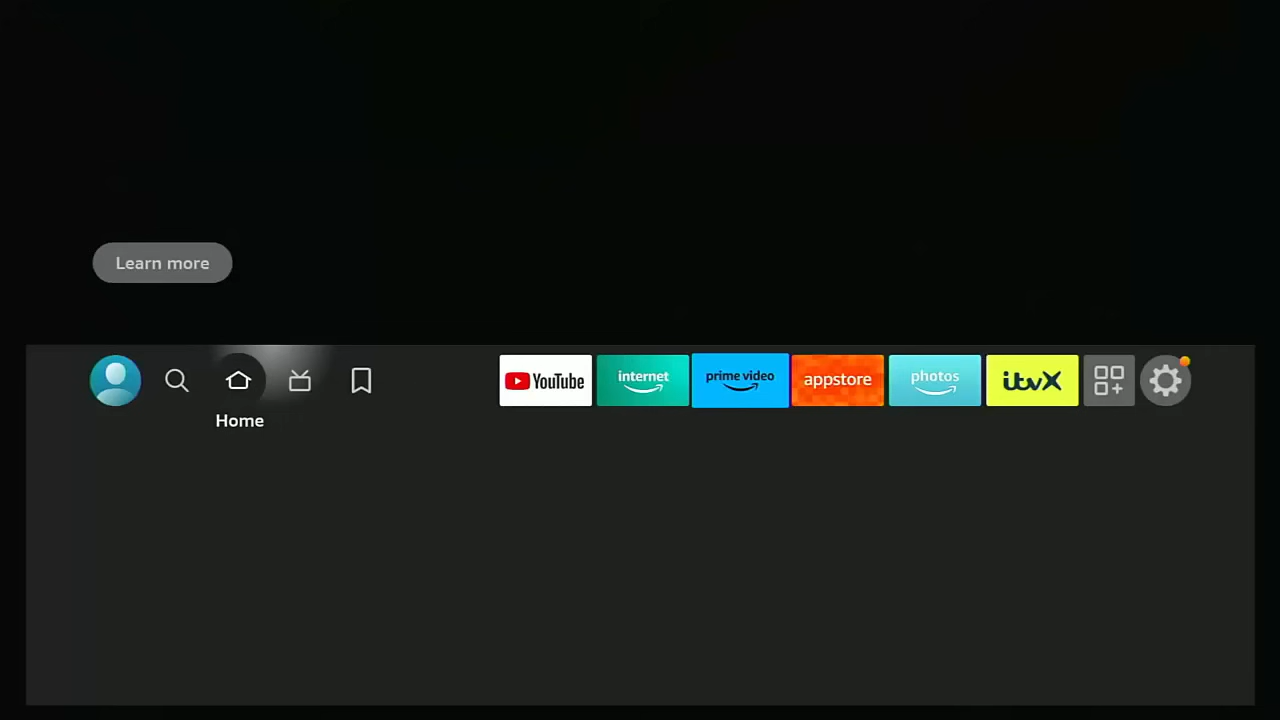 Learn more
YouTube
internet
prime video
appstore
photos
itvX
Home